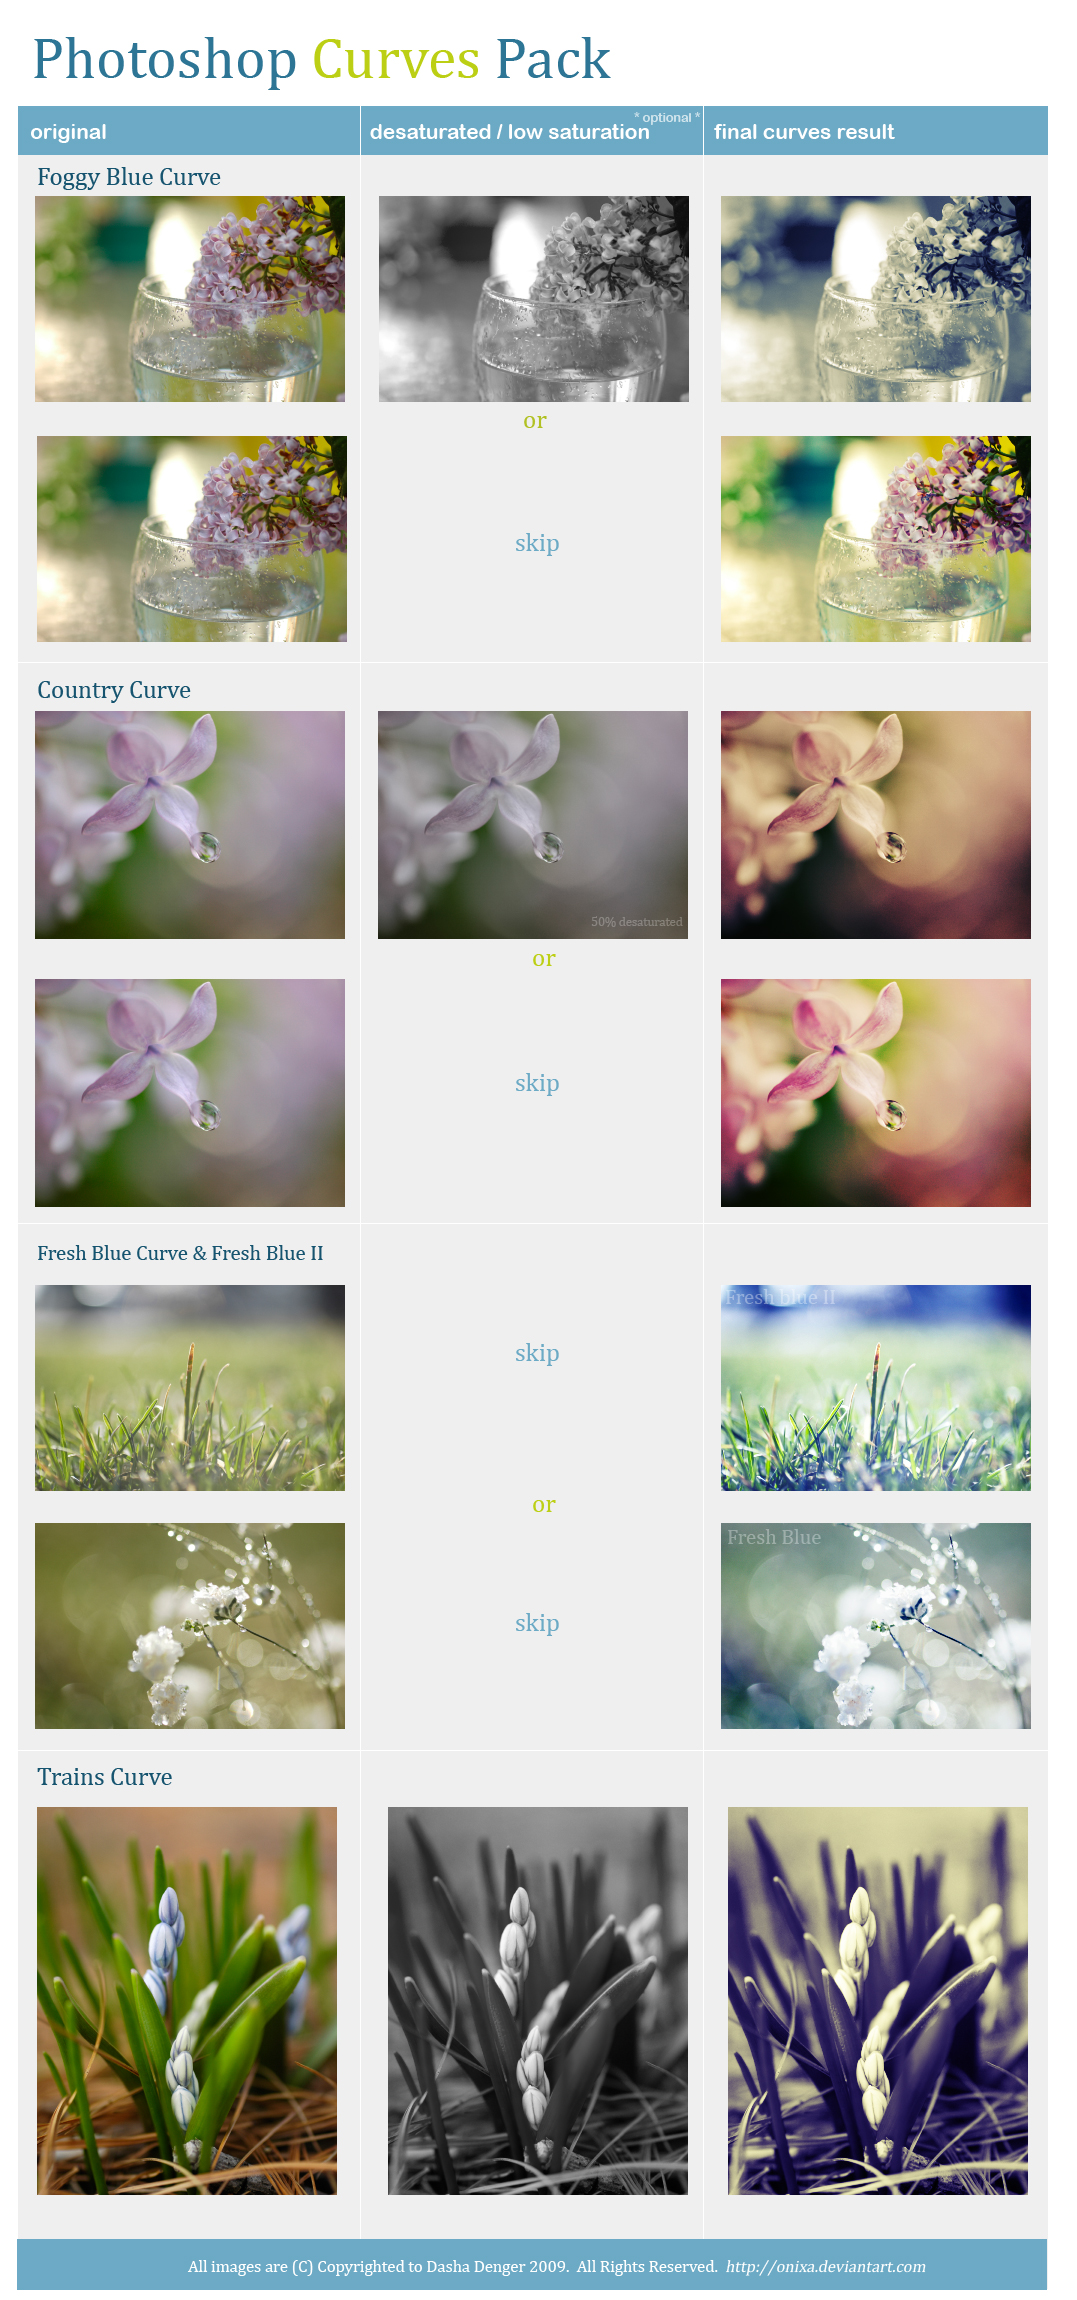 Photoshop Curves Pack
original
desaturated / low saturation
* optional *
final curves result
Foggy Blue Curve
or
skip
Country Curve
50% desaturated
or
skip
Fresh Blue Curve & Fresh Blue II
Fresh blue II
skip
or
Fresh Blue
skip
Trains Curve
All images are (C) Copyrighted to Dasha Denger 2009.  All Rights Reserved.  http://onixa.deviantart.com